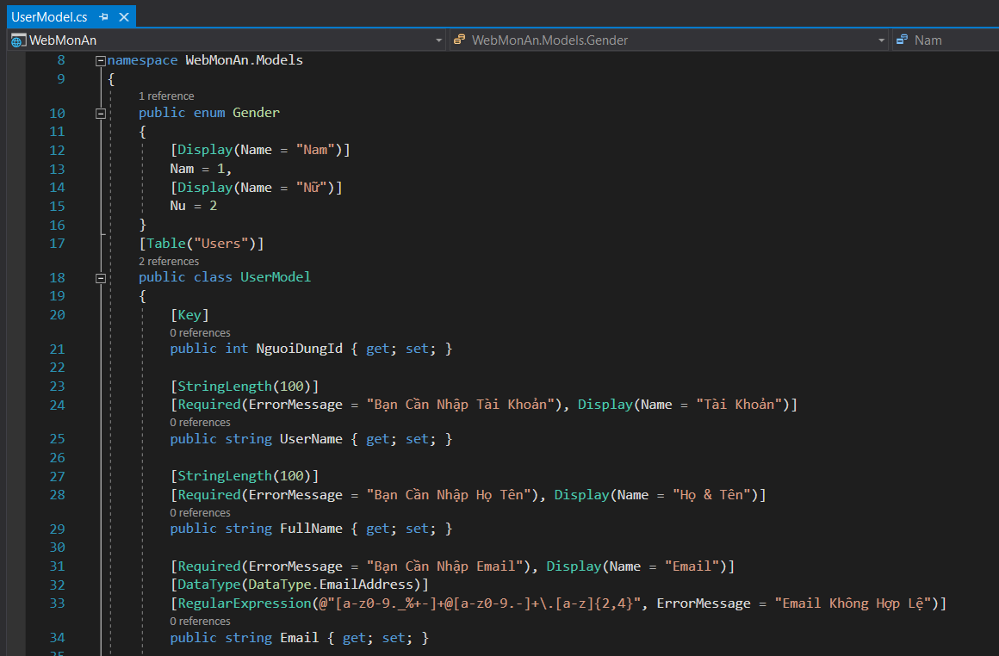 UserModel.cs
WebMonAn WebMonAn.Models.Gender Nam
8 namespace WebMonAn.Models
9 {
1 reference
10 public enum Gender
11 {
12 [Display(Name = "Nam")]
13 Nam = 1,
14 [Display(Name = "Nữ")]
15 Nu = 2
16 }
17 [Table("Users")]
2 references
18 public class UserModel
19 {
20 [Key]
0 references
21 public int NguoiDungId { get; set; }
22
23 [StringLength(100)]
24 [Required(ErrorMessage = "Bạn Cần Nhập Tài Khoản"), Display(Name = "Tài Khoản")]
0 references
25 public string UserName { get; set; }
26
27 [StringLength(100)]
28 [Required(ErrorMessage = "Bạn Cần Nhập Họ Tên"), Display(Name = "Họ & Tên")]
0 references
29 public string FullName { get; set; }
30
31 [Required(ErrorMessage = "Bạn Cần Nhập Email"), Display(Name = "Email")]
32 [DataType(DataType.EmailAddress)]
33 [RegularExpression(@"[a-z0-9._%+-]+@[a-z0-9.-]+\.[a-z]{2,4}", ErrorMessage = "Email Không Hợp Lệ")]
0 references
34 public string Email { get; set; }
35